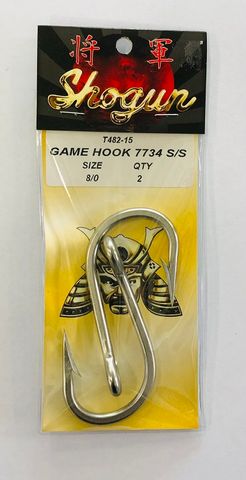 将 軍
Shogun
T482-15
GAME HOOK 7734 S/S
SIZE QTY
8/0 2